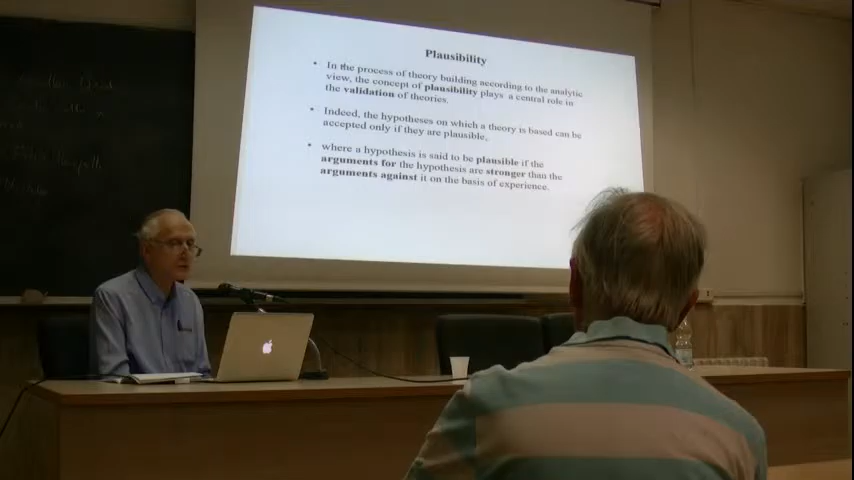 Plausibility
• In the process of theory building according to the analytic
view, the concept of plausibility plays a central role in
the validation of theories.
• Indeed, the hypotheses on which a theory is based can be
accepted only if they are plausible,
• where a hypothesis is said to be plausible if the
arguments for the hypothesis are stronger than the
arguments against it on the basis of experience.